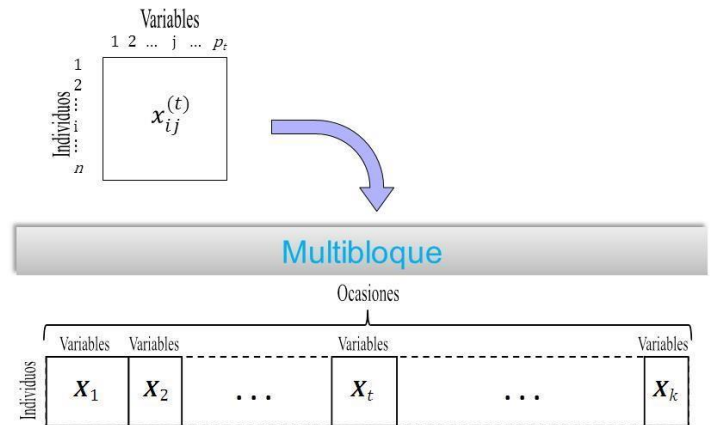 Variables
1 2 ... j ... pₜ
1
2
⋮
i
⋮
n
Individuos
x_{ij}^{(t)}
Multibloque
Ocasiones
Variables Variables Variables Variables
Individuos
X₁ X₂ ... Xₜ ... Xₖ